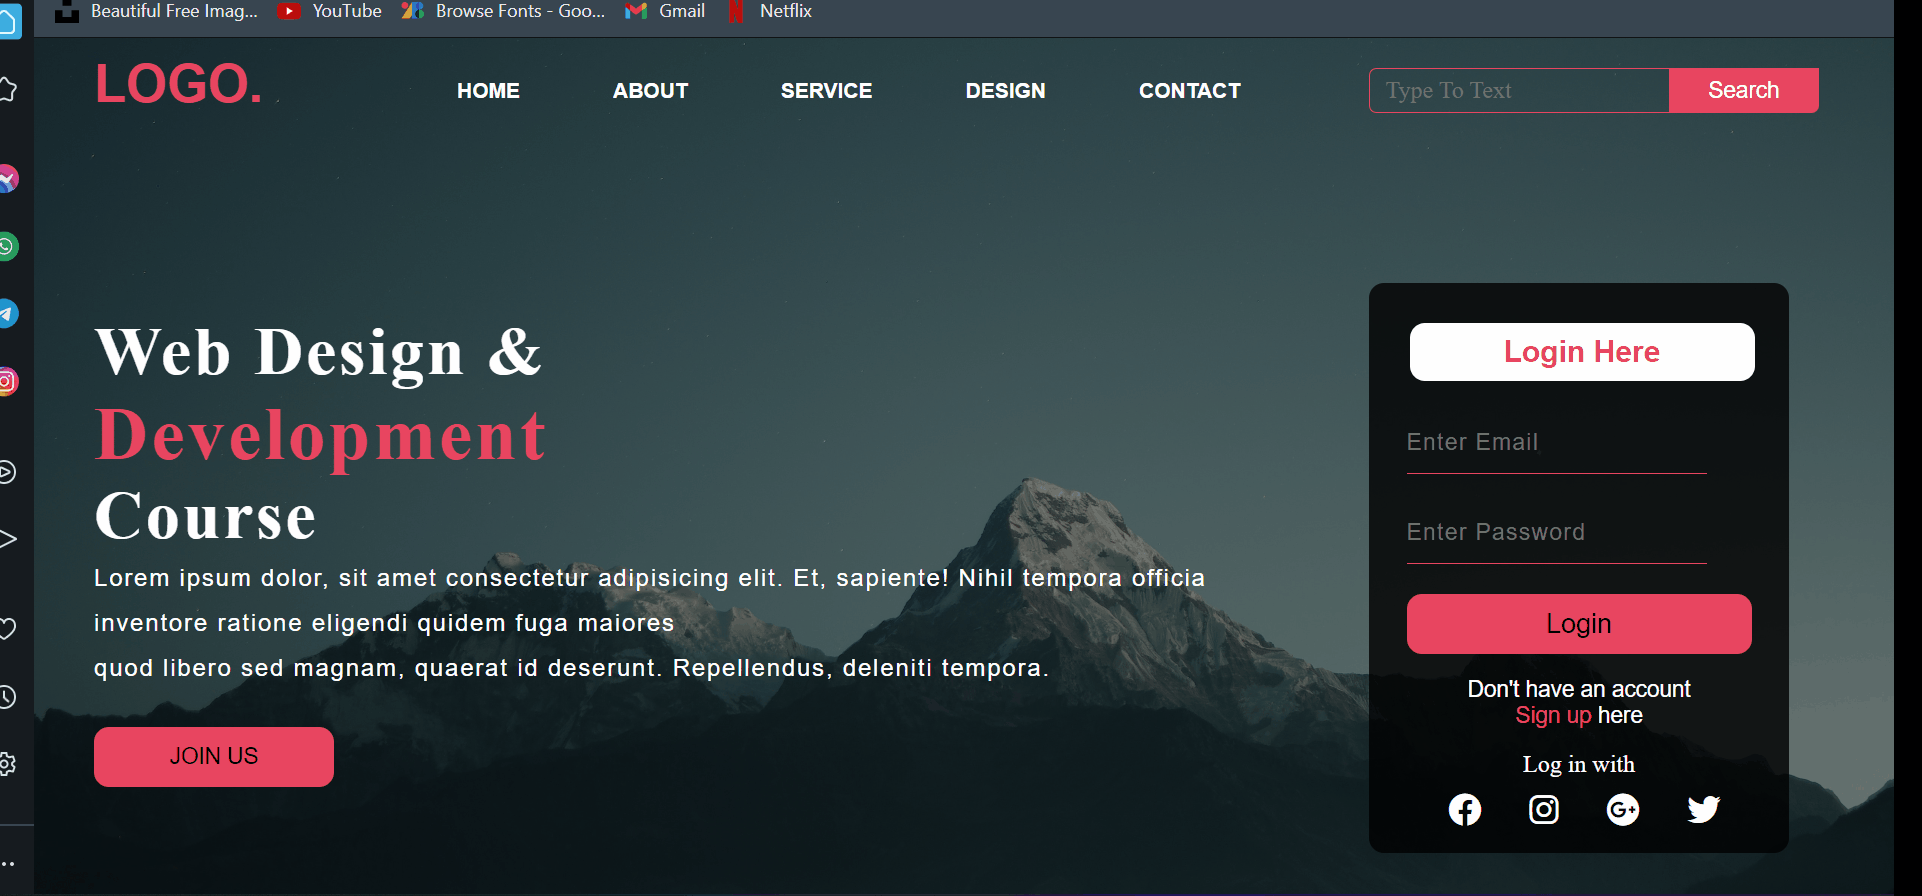 Beautiful Free Imag... YouTube Browse Fonts - Goo... Gmail Netflix
LOGO. HOME ABOUT SERVICE DESIGN CONTACT Type To Text Search
Web Design &
Development
Course
Lorem ipsum dolor, sit amet consectetur adipisicing elit. Et, sapiente! Nihil tempora officia
inventore ratione eligendi quidem fuga maiores
quod libero sed magnam, quaerat id deserunt. Repellendus, deleniti tempora.
JOIN US
Login Here
Enter Email
Enter Password
Login
Don't have an account
Sign up here
Log in with